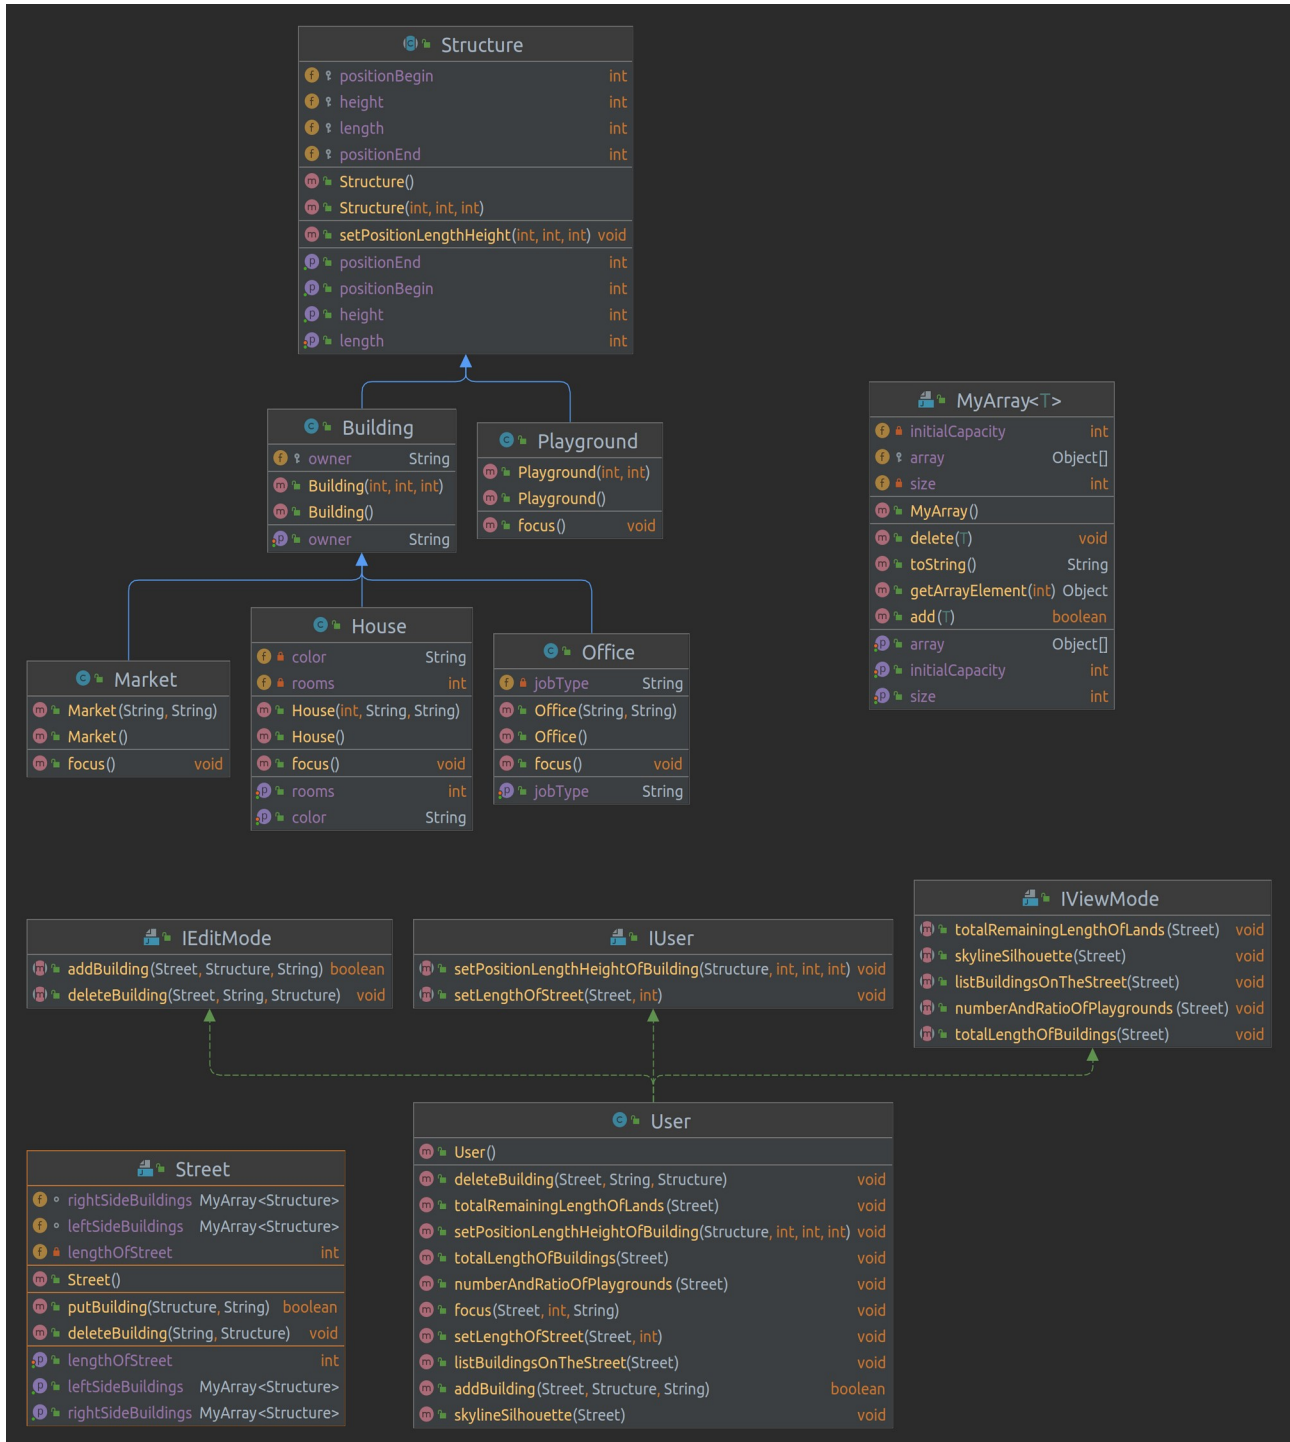 Structure
positionBegin int
height int
length int
positionEnd int
Structure()
Structure(int, int, int)
setPositionLengthHeight(int, int, int) void
positionEnd int
positionBegin int
height int
length int
Building
owner String
Building(int, int, int)
Building()
owner String
Playground
Playground(int, int)
Playground()
focus() void
MyArray<T>
initialCapacity int
array Object[]
size int
MyArray()
delete(T) void
toString() String
getArrayElement(int) Object
add(T) boolean
array Object[]
initialCapacity int
size int
Market
Market(String, String)
Market()
focus() void
House
color String
rooms int
House(int, String, String)
House()
focus() void
rooms int
color String
Office
jobType String
Office(String, String)
Office()
focus() void
jobType String
IEditMode
addBuilding(Street, Structure, String) boolean
deleteBuilding(Street, String, Structure) void
IUser
setPositionLengthHeightOfBuilding(Structure, int, int, int) void
setLengthOfStreet(Street, int) void
IViewMode
totalRemainingLengthOfLands(Street) void
skylineSilhouette(Street) void
listBuildingsOnTheStreet(Street) void
numberAndRatioOfPlaygrounds(Street) void
totalLengthOfBuildings(Street) void
Street
rightSideBuildings MyArray<Structure>
leftSideBuildings MyArray<Structure>
lengthOfStreet int
Street()
putBuilding(Structure, String) boolean
deleteBuilding(String, Structure) void
lengthOfStreet int
leftSideBuildings MyArray<Structure>
rightSideBuildings MyArray<Structure>
User
User()
deleteBuilding(Street, String, Structure) void
totalRemainingLengthOfLands(Street) void
setPositionLengthHeightOfBuilding(Structure, int, int, int) void
totalLengthOfBuildings(Street) void
numberAndRatioOfPlaygrounds(Street) void
focus(Street, int, String) void
setLengthOfStreet(Street, int) void
listBuildingsOnTheStreet(Street) void
addBuilding(Street, Structure, String) boolean
skylineSilhouette(Street) void